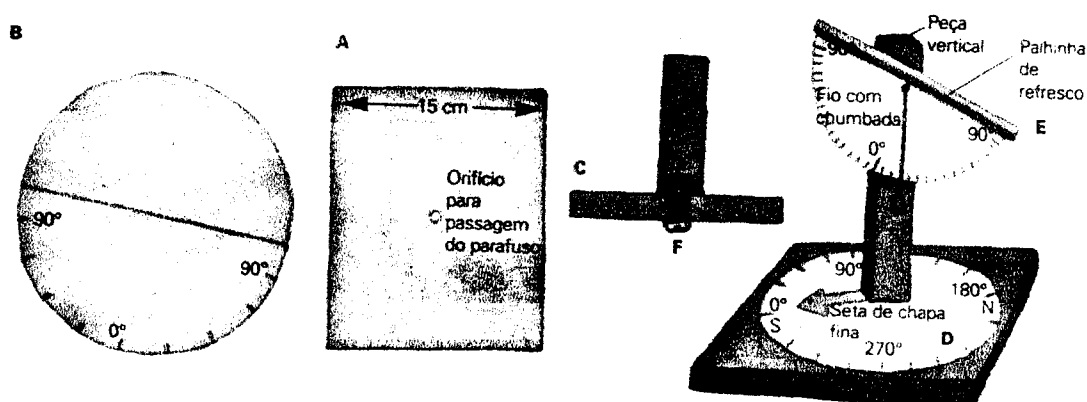 B
90°
90°
0°
A
15 cm
Orifício
para
passagem
do parafuso
C
F
Peça
vertical
Palhinha
de
refresco
90°
Fio com
chumbada
90°
E
0°
90°
180°
0°
N
S
Seta de chapa
fina
D
270°